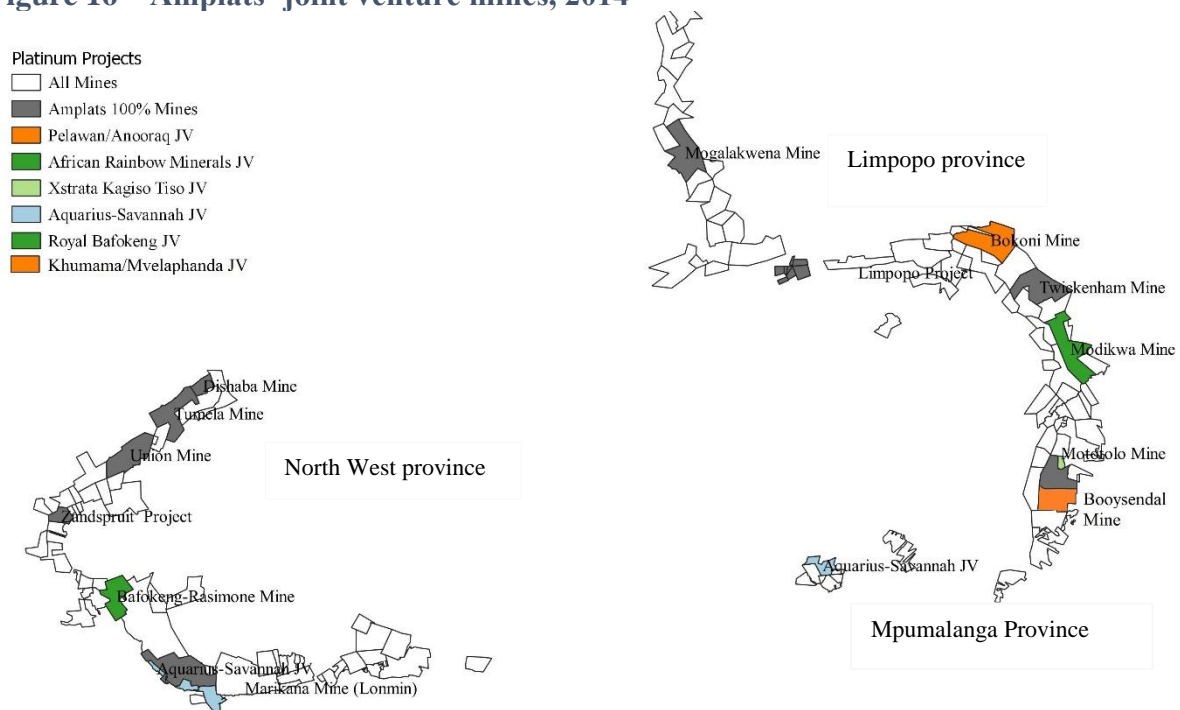 Figure 16 – Amplats' joint venture mines, 2014
Platinum Projects
All Mines
Amplats 100% Mines
Pelawan/Anooraq JV
African Rainbow Minerals JV
Xstrata Kagiso Tiso JV
Aquarius-Savannah JV
Royal Bafokeng JV
Khumama/Mvelaphanda JV
Mogalakwena Mine
Limpopo province
Bokoni Mine
Limpopo Project
Twickenham Mine
Modikwa Mine
Dishaba Mine
Tumela Mine
Union Mine
North West province
Mototolo Mine
Booysendal
Mine
Zandspruit Project
Aquarius-Savannah JV
Bafokeng-Rasimone Mine
Mpumalanga Province
Aquarius-Savannah JV
Marikana Mine (Lonmin)